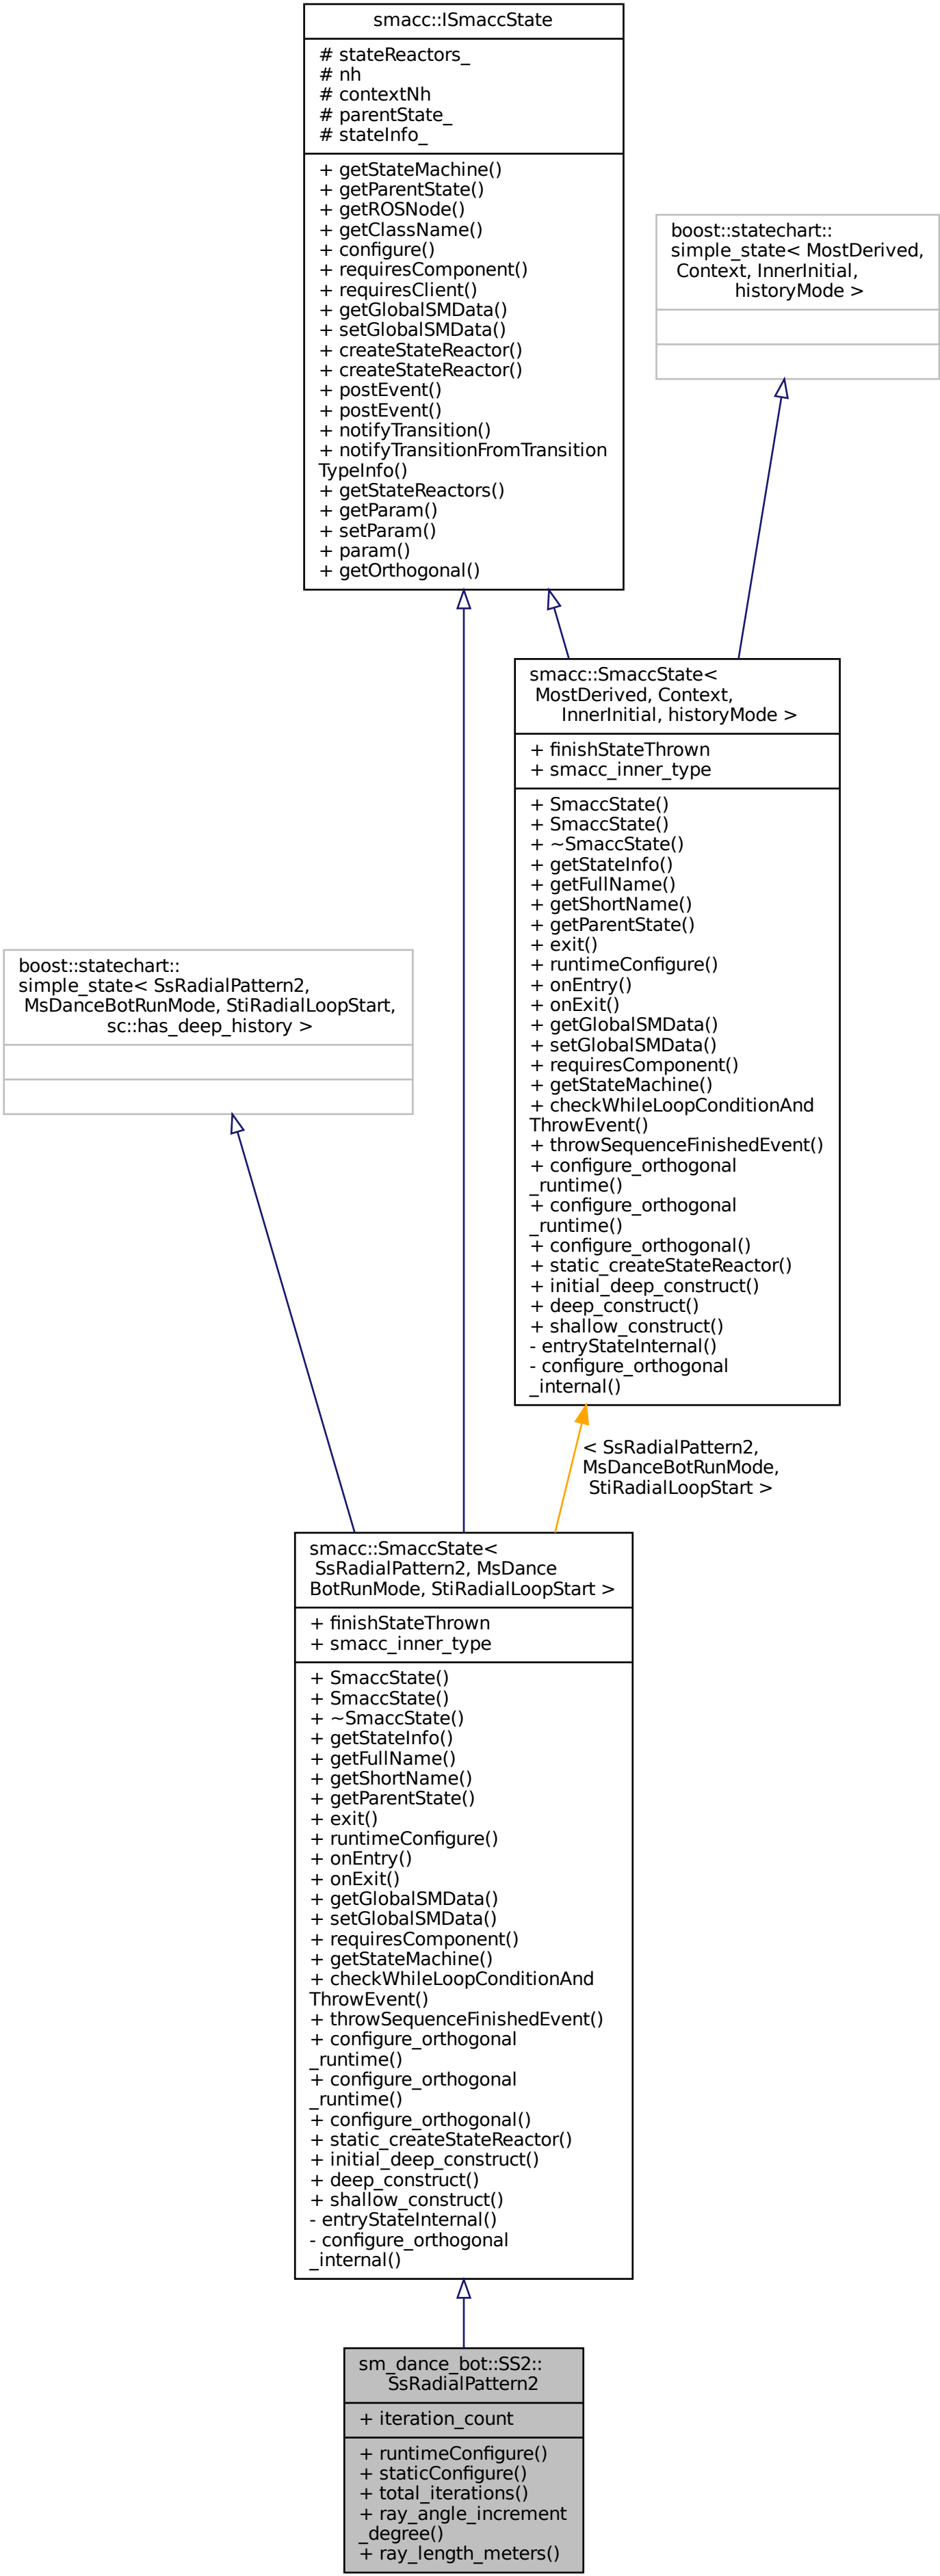 smacc::ISmaccState
# stateReactors_
# nh
# contextNh
# parentState_
# stateInfo_
+ getStateMachine()
+ getParentState()
+ getROSNode()
+ getClassName()
+ configure()
+ requiresComponent()
+ requiresClient()
+ getGlobalSMData()
+ setGlobalSMData()
+ createStateReactor()
+ createStateReactor()
+ postEvent()
+ postEvent()
+ notifyTransition()
+ notifyTransitionFromTransition
TypeInfo()
+ getStateReactors()
+ getParam()
+ setParam()
+ param()
+ getOrthogonal()
boost::statechart::
simple_state< MostDerived,
Context, InnerInitial,
historyMode >
smacc::SmaccState<
MostDerived, Context,
InnerInitial, historyMode >
+ finishStateThrown
+ smacc_inner_type
+ SmaccState()
+ SmaccState()
+ ~SmaccState()
+ getStateInfo()
+ getFullName()
+ getShortName()
+ getParentState()
+ exit()
+ runtimeConfigure()
+ onEntry()
+ onExit()
+ getGlobalSMData()
+ setGlobalSMData()
+ requiresComponent()
+ getStateMachine()
+ checkWhileLoopConditionAnd
ThrowEvent()
+ throwSequenceFinishedEvent()
+ configure_orthogonal
_runtime()
+ configure_orthogonal
_runtime()
+ configure_orthogonal()
+ static_createStateReactor()
+ initial_deep_construct()
+ deep_construct()
+ shallow_construct()
- entryStateInternal()
- configure_orthogonal
_internal()
boost::statechart::
simple_state< SsRadialPattern2,
MsDanceBotRunMode, StiRadialLoopStart,
sc::has_deep_history >
< SsRadialPattern2,
MsDanceBotRunMode,
StiRadialLoopStart >
smacc::SmaccState<
SsRadialPattern2, MsDance
BotRunMode, StiRadialLoopStart >
+ finishStateThrown
+ smacc_inner_type
+ SmaccState()
+ SmaccState()
+ ~SmaccState()
+ getStateInfo()
+ getFullName()
+ getShortName()
+ getParentState()
+ exit()
+ runtimeConfigure()
+ onEntry()
+ onExit()
+ getGlobalSMData()
+ setGlobalSMData()
+ requiresComponent()
+ getStateMachine()
+ checkWhileLoopConditionAnd
ThrowEvent()
+ throwSequenceFinishedEvent()
+ configure_orthogonal
_runtime()
+ configure_orthogonal
_runtime()
+ configure_orthogonal()
+ static_createStateReactor()
+ initial_deep_construct()
+ deep_construct()
+ shallow_construct()
- entryStateInternal()
- configure_orthogonal
_internal()
sm_dance_bot::SS2::
SsRadialPattern2
+ iteration_count
+ runtimeConfigure()
+ staticConfigure()
+ total_iterations()
+ ray_angle_increment
_degree()
+ ray_length_meters()